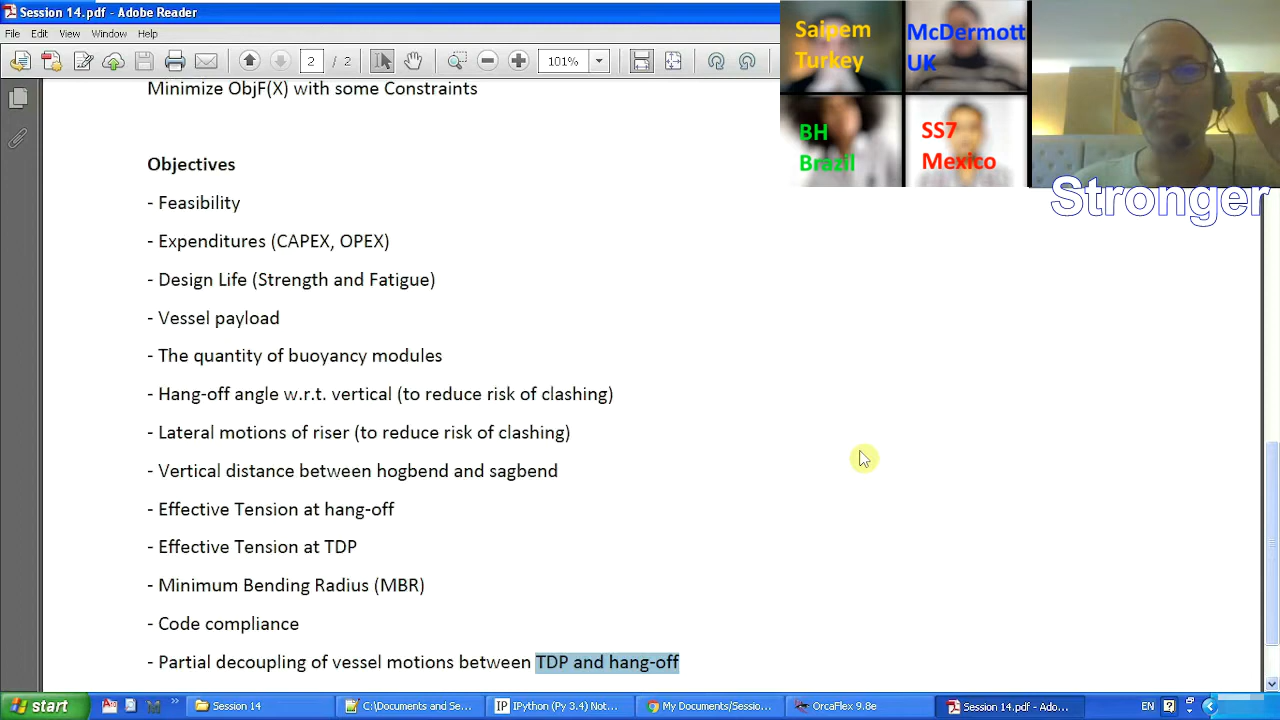 Session 14.pdf - Adobe Reader
File Edit View Window Help
2 / 2 101%
Minimize ObjF(X) with some Constraints
Objectives
- Feasibility
- Expenditures (CAPEX, OPEX)
- Design Life (Strength and Fatigue)
- Vessel payload
- The quantity of buoyancy modules
- Hang-off angle w.r.t. vertical (to reduce risk of clashing)
- Lateral motions of riser (to reduce risk of clashing)
- Vertical distance between hogbend and sagbend
- Effective Tension at hang-off
- Effective Tension at TDP
- Minimum Bending Radius (MBR)
- Code compliance
- Partial decoupling of vessel motions between TDP and hang-off
Saipem
Turkey
McDermott
UK
BH
Brazil
SS7
Mexico
Stronger
start Session 14 C:\Documents and Se... IPython (Py 3.4) Not... My Documents/Sessio... OrcaFlex 9.8e Session 14.pdf - Ado... EN